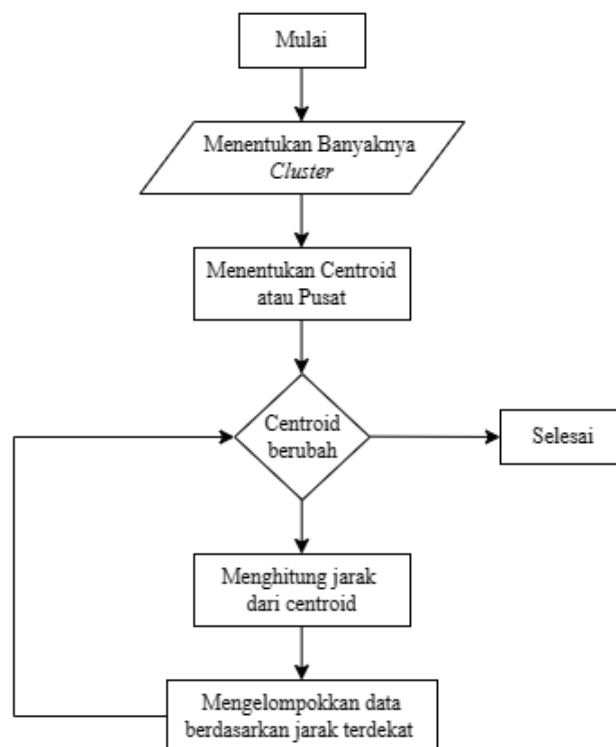 Mulai
Menentukan Banyaknya
Cluster
Menentukan Centroid
atau Pusat
Centroid
berubah
Selesai
Menghitung jarak
dari centroid
Mengelompokkan data
berdasarkan jarak terdekat